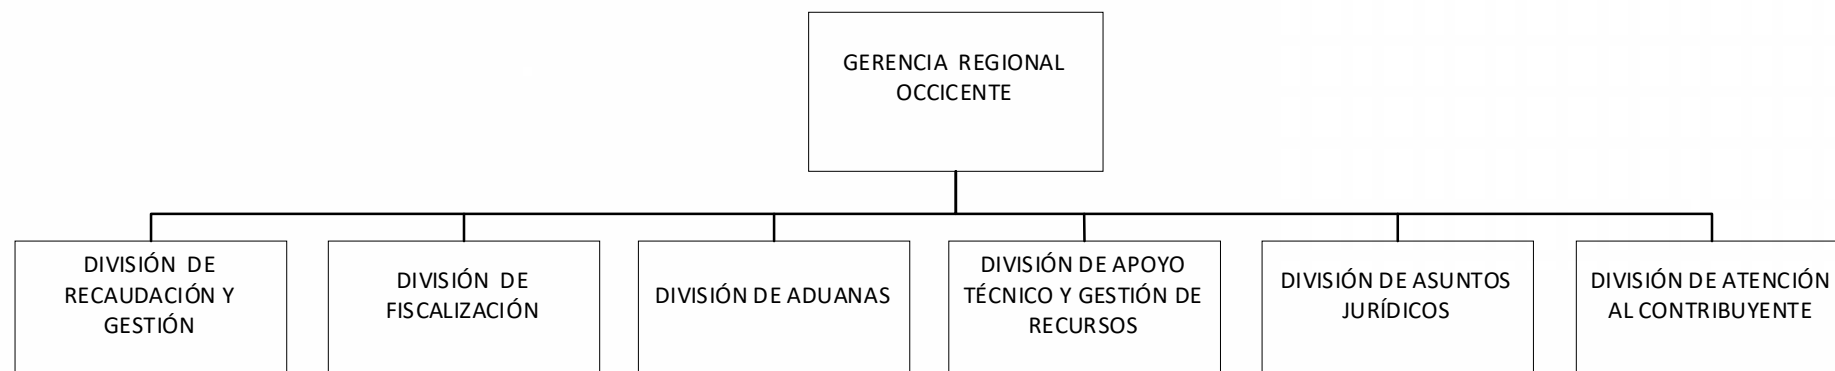 GERENCIA REGIONAL
OCCICENTE
DIVISIÓN DE
RECAUDACIÓN Y
GESTIÓN
DIVISIÓN DE
FISCALIZACIÓN
DIVISIÓN DE ADUANAS
DIVISIÓN DE APOYO
TÉCNICO Y GESTIÓN DE
RECURSOS
DIVISIÓN DE ASUNTOS
JURÍDICOS
DIVISIÓN DE ATENCIÓN
AL CONTRIBUYENTE